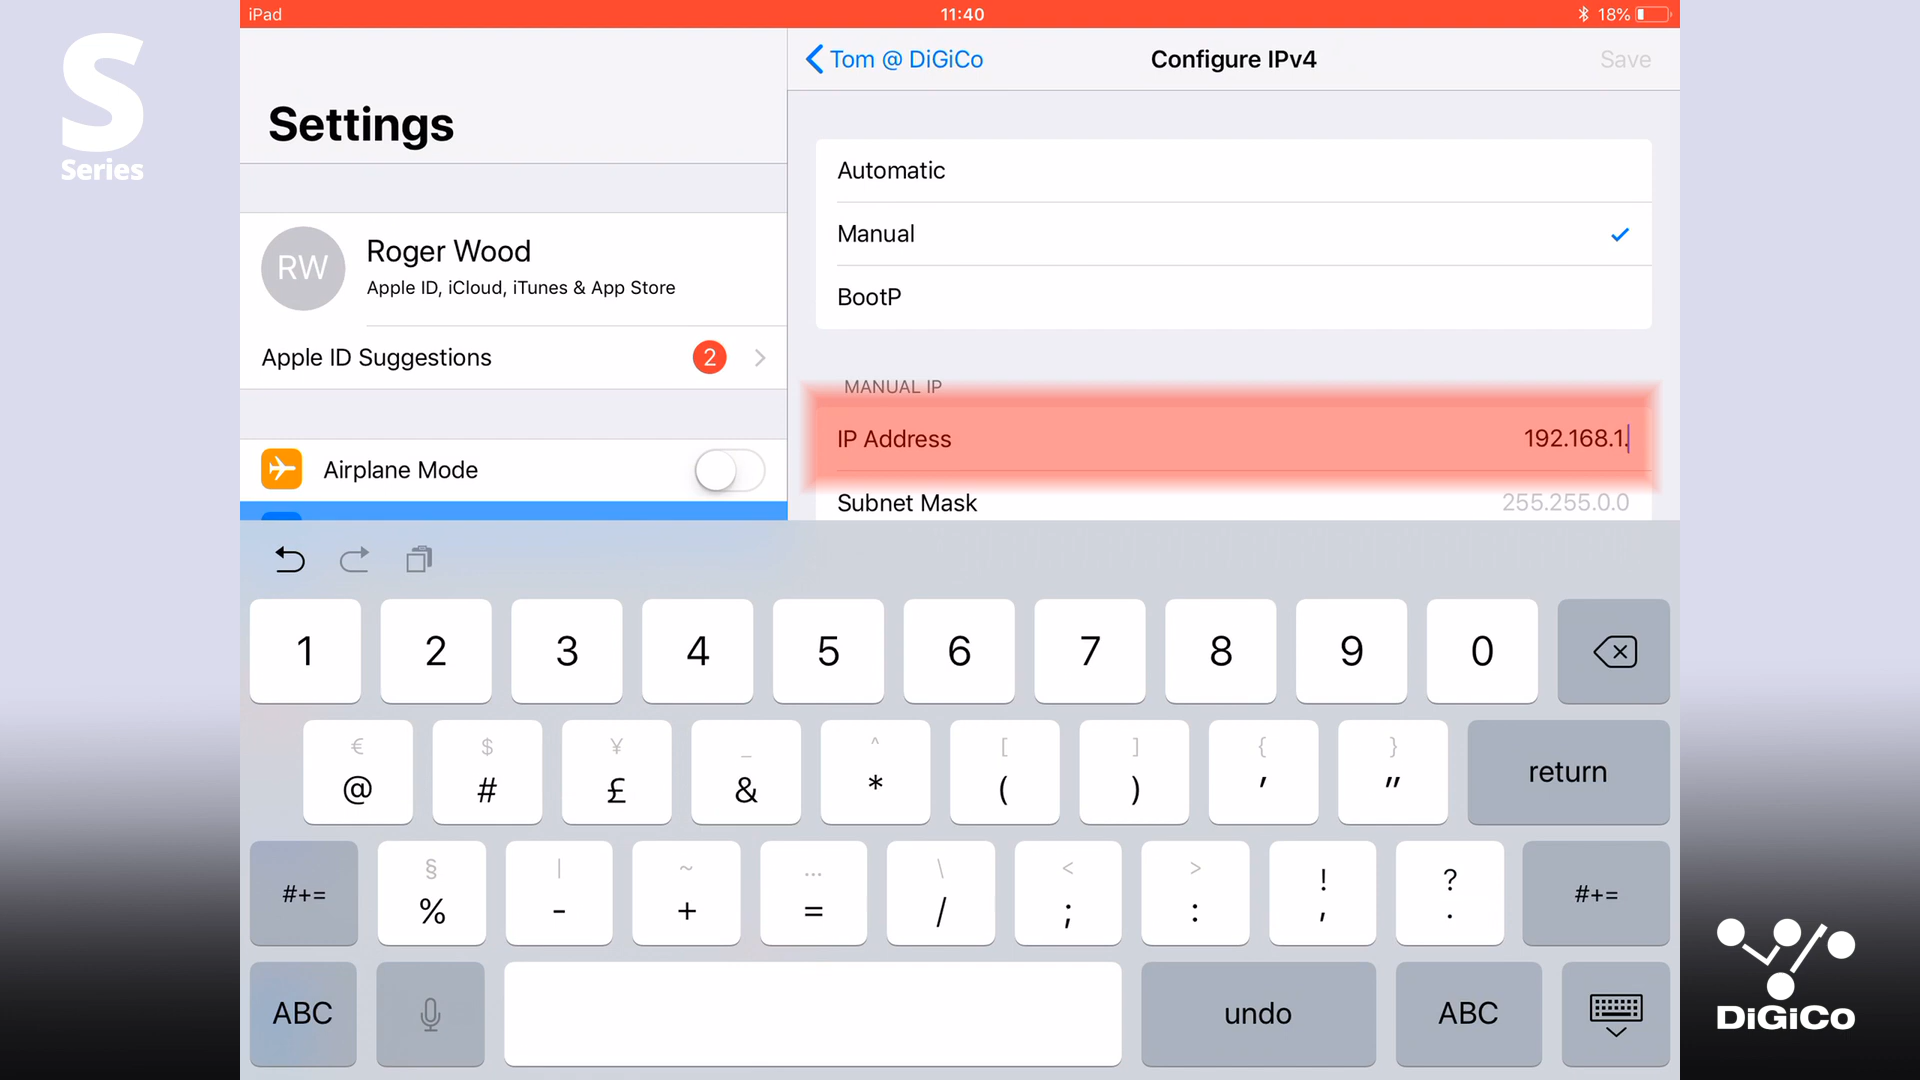 S
Series
iPad
11:40
18%
Settings
Tom @ DiGiCo
Configure IPv4
Save
RW
Roger Wood
Apple ID, iCloud, iTunes & App Store
Apple ID Suggestions
2
Airplane Mode
Automatic
Manual
BootP
MANUAL IP
IP Address
192.168.1.
Subnet Mask
255.255.0.0
1 2 3 4 5 6 7 8 9 0
€ $ ¥ _ ^ [ ] { }
@ # £ & * ( ) ' " return
§ | ~ … \ < > ! ?
#+= % - + = / ; : , . #+=
ABC undo ABC
DiGiCo